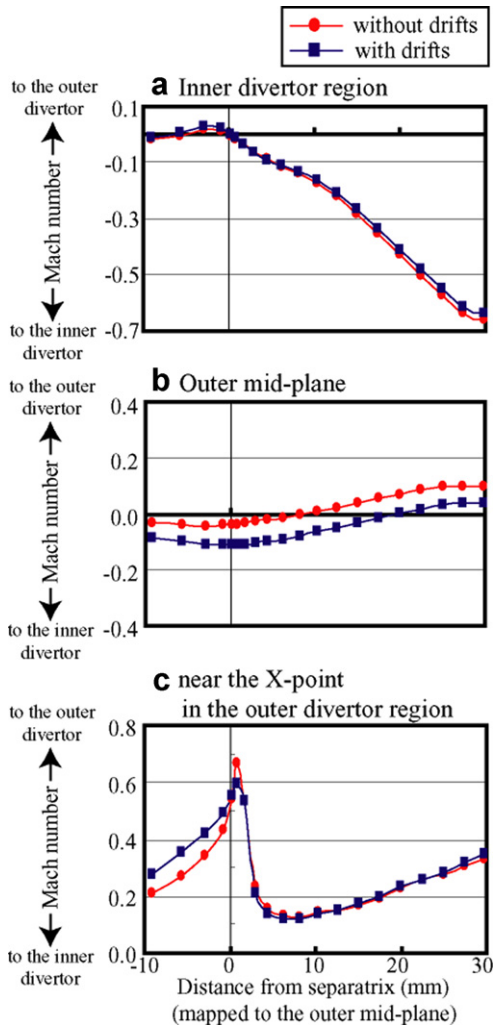 without drifts
with drifts
a Inner divertor region
to the outer
divertor
Mach number
to the inner
divertor
0.1
-0.1
-0.3
-0.5
-0.7
b Outer mid-plane
to the outer
divertor
Mach number
to the inner
divertor
0.4
0.2
0.0
-0.2
-0.4
c near the X-point
in the outer divertor region
to the outer
divertor
Mach number
to the inner
divertor
0.8
0.6
0.4
0.2
0.0
-10 0 10 20 30
Distance from separatrix (mm)
(mapped to the outer mid-plane)